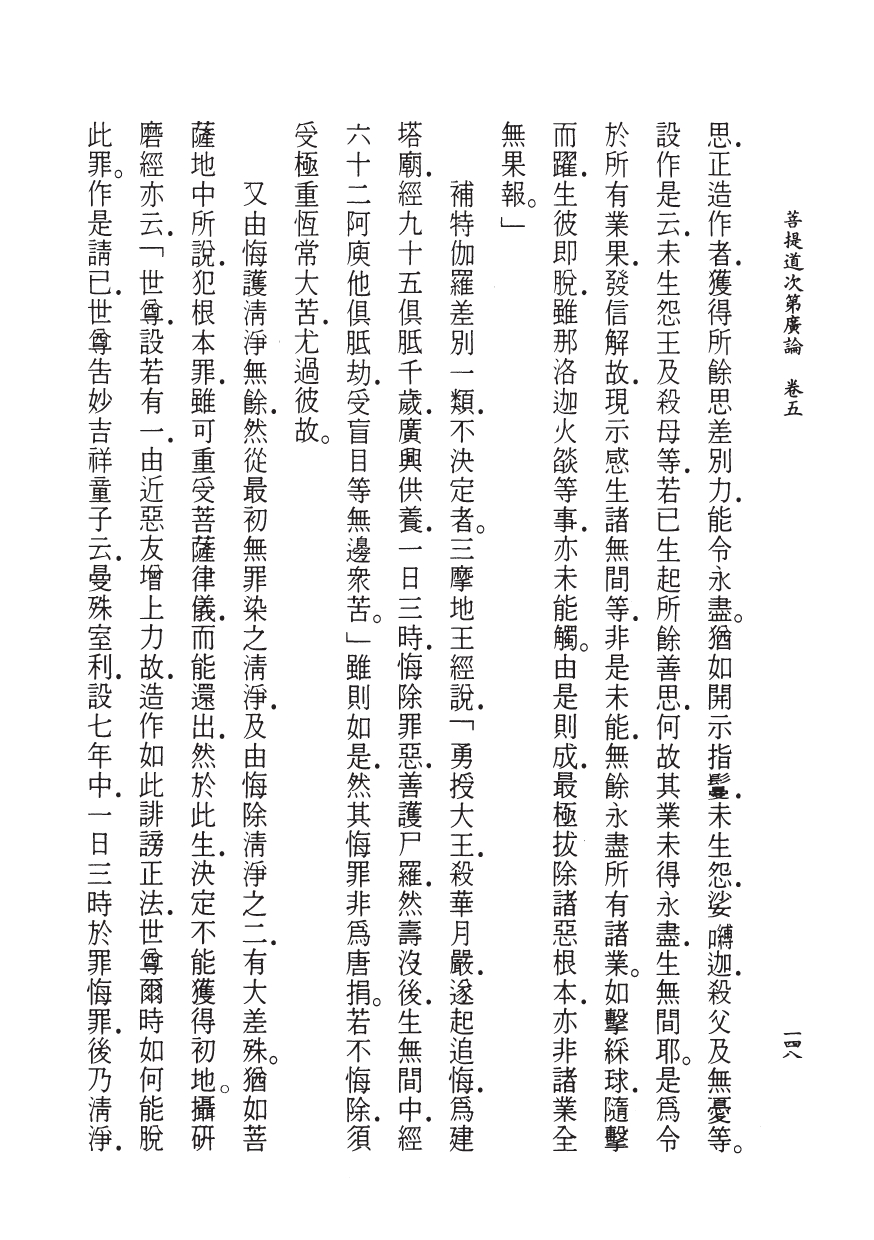 菩提道次第廣論　卷五
一四八
思．正造作者．獲得所餘思差別力．能令永盡。猶如開示指鬘．未生怨．娑嚩迦．殺父及無憂等。
設作是云．未生怨王及殺母等．若已生起所餘善思．何故其業未得永盡．生無間耶。是爲令
於所有業果．發信解故．現示感生諸無間等．非是未能．無餘永盡所有諸業。如擊綵球．隨擊
而躍．生彼即脫．雖那洛迦火燄等事．亦未能觸。由是則成．最極拔除諸惡根本．亦非諸業全
無果報。」
補特伽羅差別一類．不決定者。三摩地王經說．「勇授大王．殺華月嚴．遂起追悔．爲建
塔廟．經九十五俱胝千歲．廣興供養．一日三時．悔除罪惡．善護尸羅．然壽沒後．生無間中．經
六十二阿庾他俱胝劫．受盲目等無邊衆苦。」雖則如是．然其悔罪非爲唐捐。若不悔除．須
受極重恆常大苦．尤過彼故。
又由悔護淸淨無餘．然從最初無罪染之淸淨．及由悔除淸淨之二．有大差殊。猶如菩
薩地中所說．犯根本罪．雖可重受菩薩律儀．而能還出．然於此生．決定不能獲得初地。攝研
磨經亦云．「世尊．設若有一．由近惡友增上力故．造作如此誹謗正法．世尊爾時如何能脫
此罪。作是請已．世尊告妙吉祥童子云．曼殊室利．設七年中．一日三時於罪悔罪．後乃淸淨．